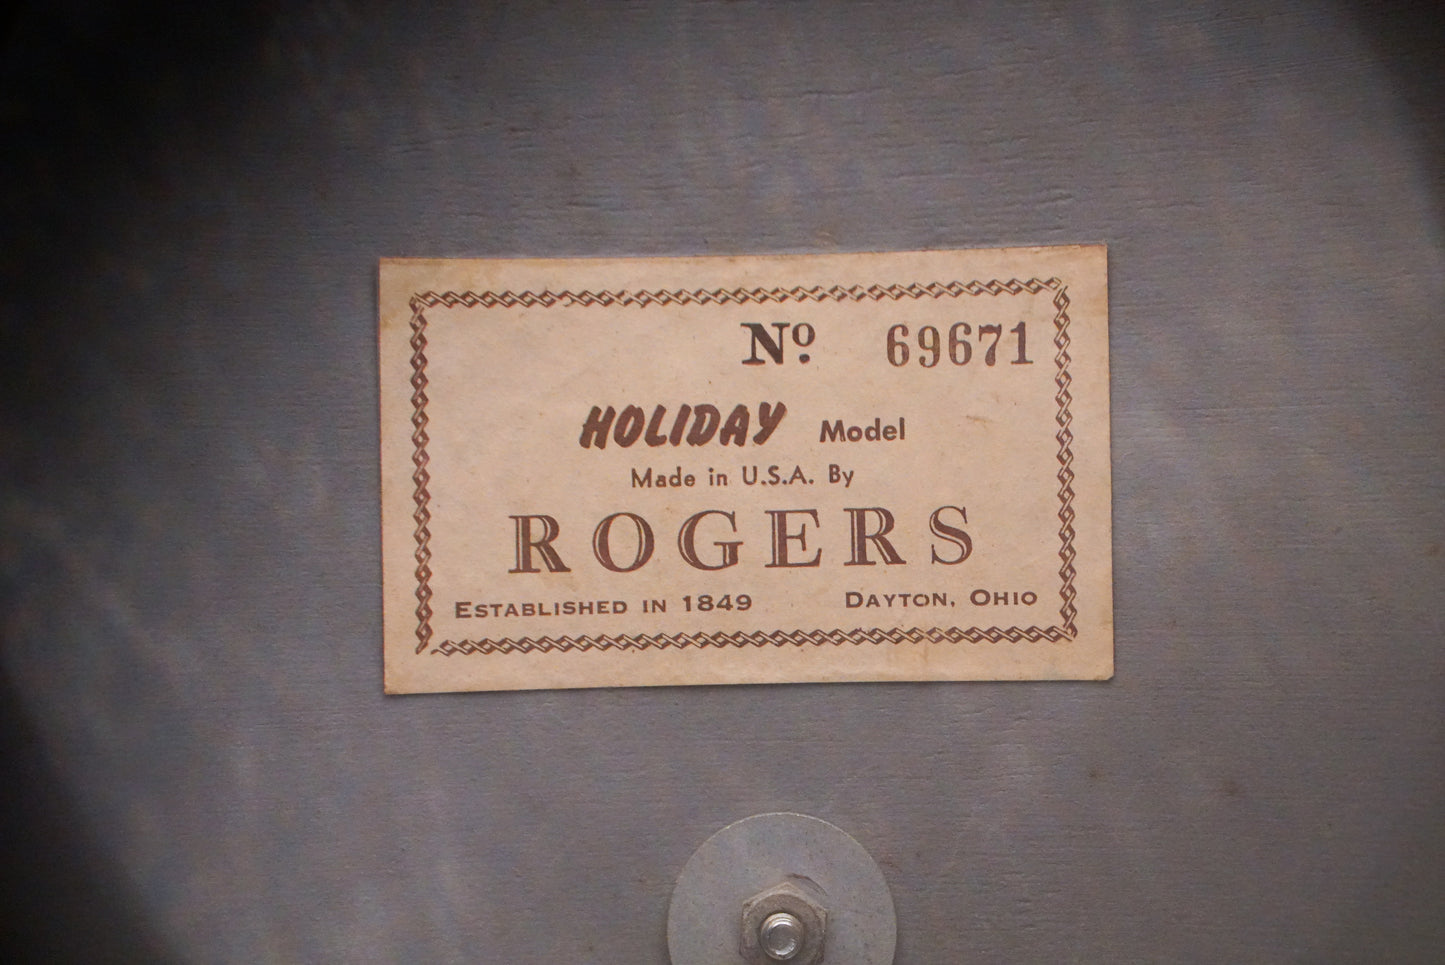 Nº. 69671
HOLIDAY Model
Made in U.S.A. By
ROGERS
ESTABLISHED IN 1849 DAYTON, OHIO